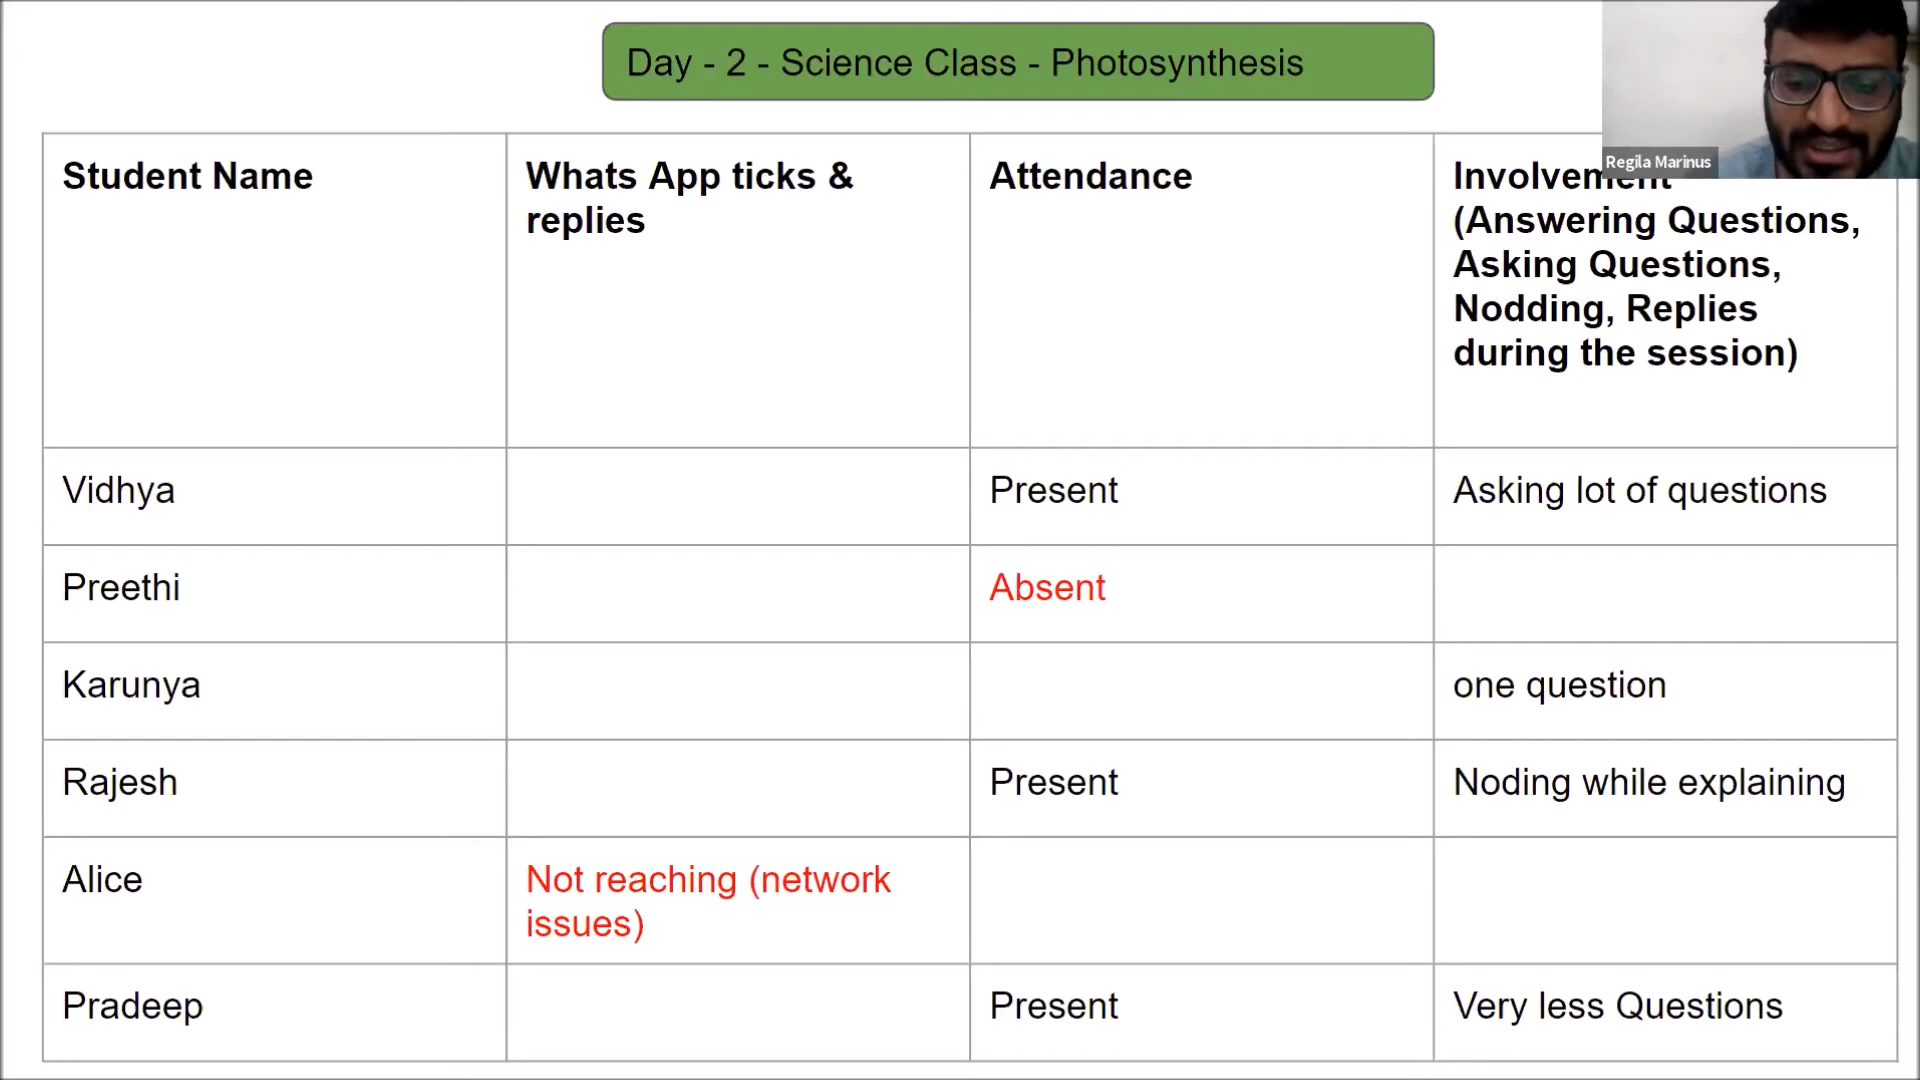 Day - 2 - Science Class - Photosynthesis
Regila Marinus
Student Name
Whats App ticks &
replies
Attendance
Involvement
(Answering Questions,
Asking Questions,
Nodding, Replies
during the session)
Vidhya
Present
Asking lot of questions
Preethi
Absent
Karunya
one question
Rajesh
Present
Noding while explaining
Alice
Not reaching (network
issues)
Pradeep
Present
Very less Questions